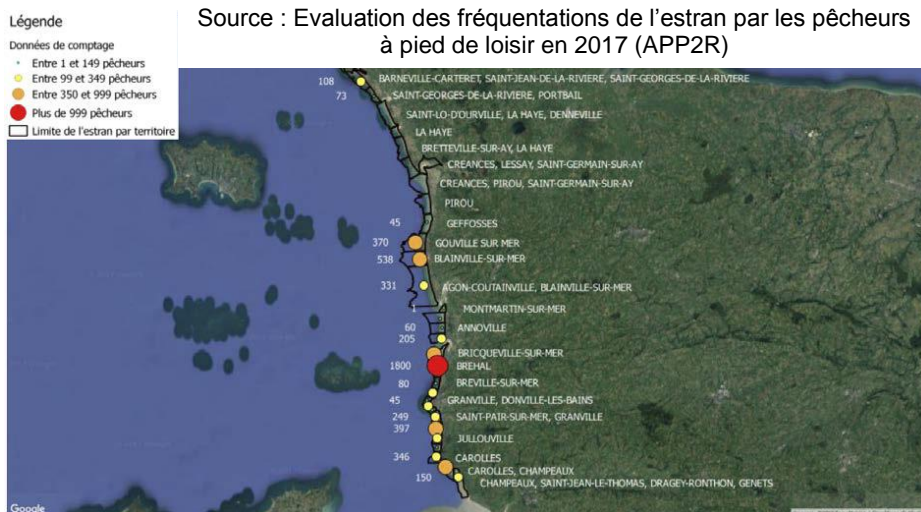 Légende
Données de comptage
Entre 1 et 149 pêcheurs
Entre 99 et 349 pêcheurs
Entre 350 et 999 pêcheurs
Plus de 999 pêcheurs
Limite de l'estran par territoire
Source : Evaluation des fréquentations de l'estran par les pêcheurs
à pied de loisir en 2017 (APP2R)
108 BARNEVILLE-CARTERET, SAINT-JEAN-DE-LA-RIVIERE, SAINT-GEORGES-DE-LA-RIVIERE
73 SAINT-GEORGES-DE-LA-RIVIERE, PORTBAIL
SAINT-LO-D'OURVILLE, LA HAYE, DENNEVILLE
LA HAYE
BRETTEVILLE-SUR-AY, LA HAYE
CREANCES, LESSAY, SAINT-GERMAIN-SUR-AY
CREANCES, PIROU, SAINT-GERMAIN-SUR-AY
PIROU
45 GEFFOSSES
370 GOUVILLE SUR MER
538 BLAINVILLE-SUR-MER
331 AGON-COUTAINVILLE, BLAINVILLE-SUR-MER
1 MONTMARTIN-SUR-MER
60 ANNOVILLE
205
BRICQUEVILLE-SUR-MER
1800 BREHAL
80 BREVILLE-SUR-MER
45 GRANVILLE, DONVILLE-LES-BAINS
249 SAINT-PAIR-SUR-MER, GRANVILLE
397
JULLOUVILLE
346 CAROLLES
CAROLLES, CHAMPEAUX
150 CHAMPEAUX, SAINT-JEAN-LE-THOMAS, DRAGEY-RONTHON, GENETS
Google